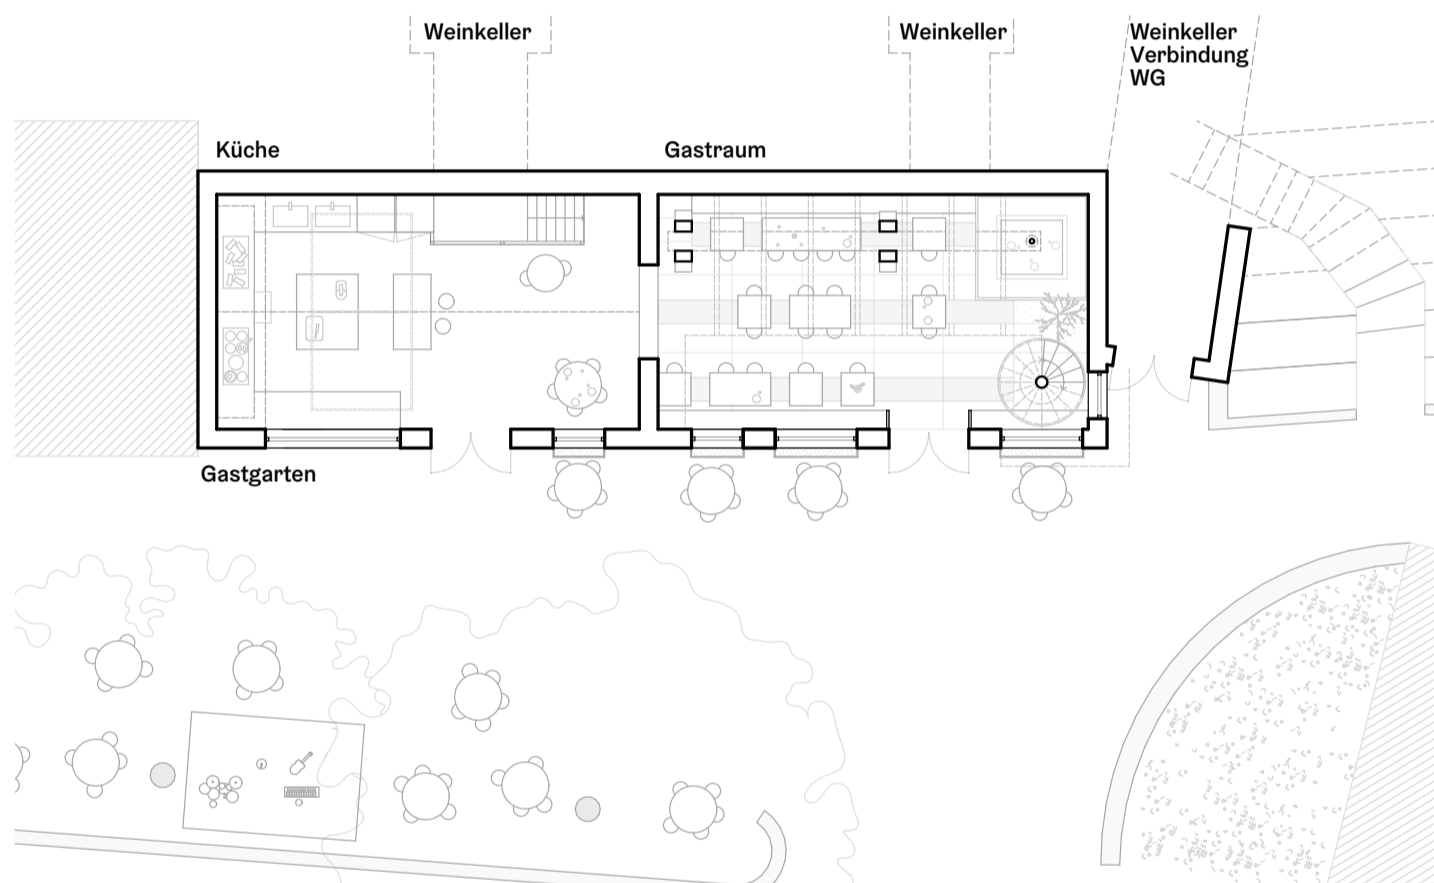 Weinkeller
Weinkeller
Weinkeller
Verbindung
WG
Küche
Gastraum
Gastgarten